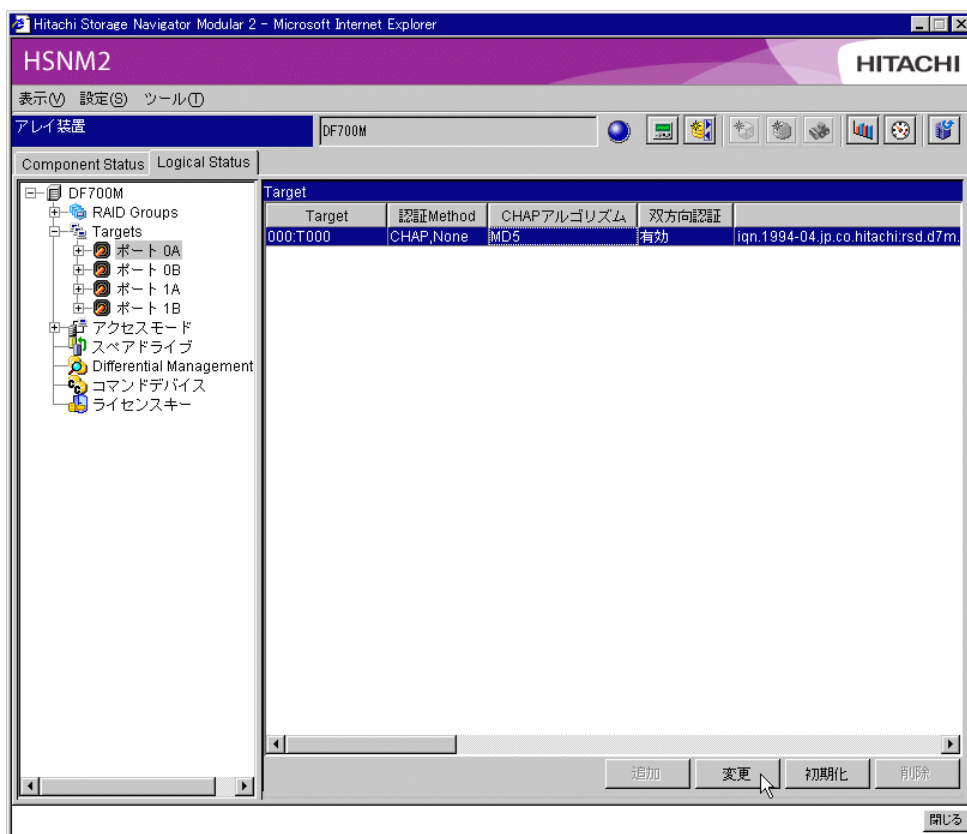 Hitachi Storage Navigator Modular 2 - Microsoft Internet Explorer
HSNM2 HITACHI
表示(V) 設定(S) ツール(T)
アレイ装置 DF700M
Component Status Logical Status
DF700M
RAID Groups
Targets
ポート 0A
ポート 0B
ポート 1A
ポート 1B
アクセスモード
スペアドライブ
Differential Management
コマンドデバイス
ライセンスキー
Target
Target 認証Method CHAPアルゴリズム 双方向認証
000:T000 CHAP,None MD5 有効 iqn.1994-04.jp.co.hitachi:rsd.d7m.
追加 変更 初期化 削除
閉じる